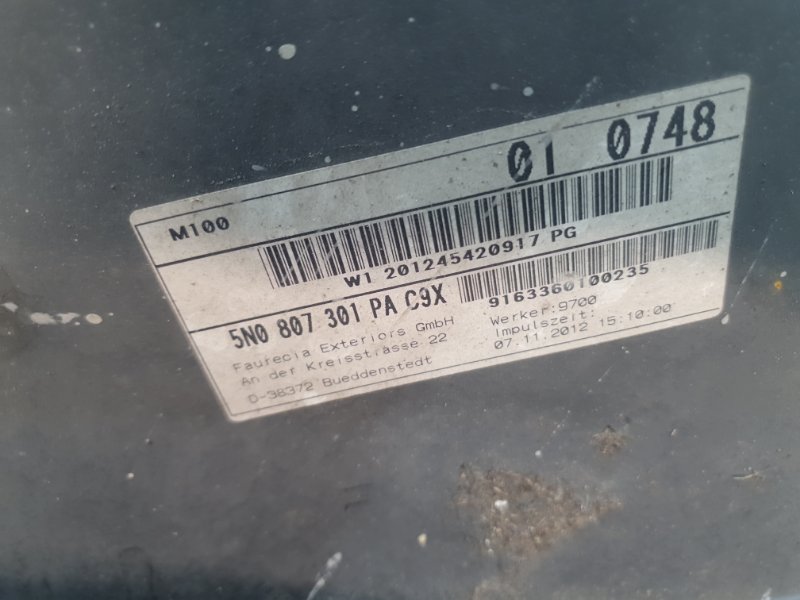 01 0748
M100
W1 201245420917 PG
5N0 807 301 PA C9X
9163360100235
Faurecia Exteriors GmbH
An der Kreisstrasse 22
D-38372 Bueddenstedt
Werker:9700
Impulszeit:
07.11.2012 15:10:00